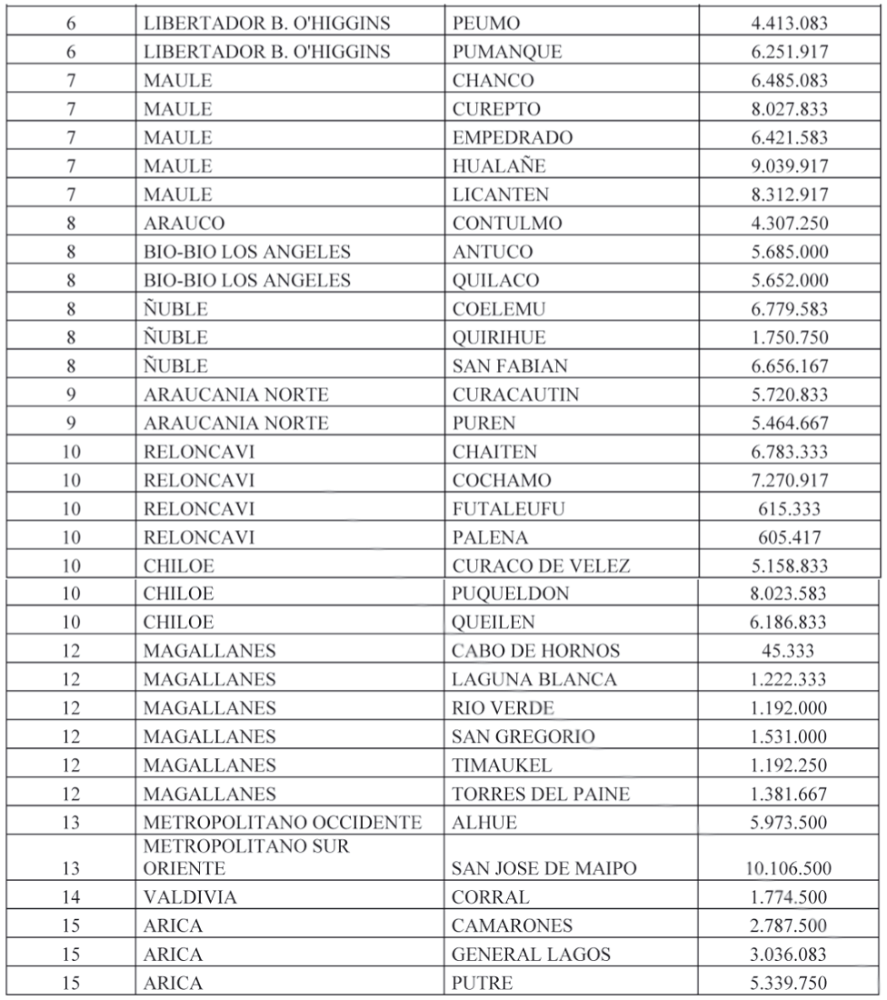 6 LIBERTADOR B. O'HIGGINS PEUMO 4.413.083
6 LIBERTADOR B. O'HIGGINS PUMANQUE 6.251.917
7 MAULE CHANCO 6.485.083
7 MAULE CUREPTO 8.027.833
7 MAULE EMPEDRADO 6.421.583
7 MAULE HUALAÑE 9.039.917
7 MAULE LICANTEN 8.312.917
8 ARAUCO CONTULMO 4.307.250
8 BIO-BIO LOS ANGELES ANTUCO 5.685.000
8 BIO-BIO LOS ANGELES QUILACO 5.652.000
8 ÑUBLE COELEMU 6.779.583
8 ÑUBLE QUIRIHUE 1.750.750
8 ÑUBLE SAN FABIAN 6.656.167
9 ARAUCANIA NORTE CURACAUTIN 5.720.833
9 ARAUCANIA NORTE PUREN 5.464.667
10 RELONCAVI CHAITEN 6.783.333
10 RELONCAVI COCHAMO 7.270.917
10 RELONCAVI FUTALEUFU 615.333
10 RELONCAVI PALENA 605.417
10 CHILOE CURACO DE VELEZ 5.158.833
10 CHILOE PUQUELDON 8.023.583
10 CHILOE QUEILEN 6.186.833
12 MAGALLANES CABO DE HORNOS 45.333
12 MAGALLANES LAGUNA BLANCA 1.222.333
12 MAGALLANES RIO VERDE 1.192.000
12 MAGALLANES SAN GREGORIO 1.531.000
12 MAGALLANES TIMAUKEL 1.192.250
12 MAGALLANES TORRES DEL PAINE 1.381.667
13 METROPOLITANO OCCIDENTE ALHUE 5.973.500
METROPOLITANO SUR
13 ORIENTE SAN JOSE DE MAIPO 10.106.500
14 VALDIVIA CORRAL 1.774.500
15 ARICA CAMARONES 2.787.500
15 ARICA GENERAL LAGOS 3.036.083
15 ARICA PUTRE 5.339.750